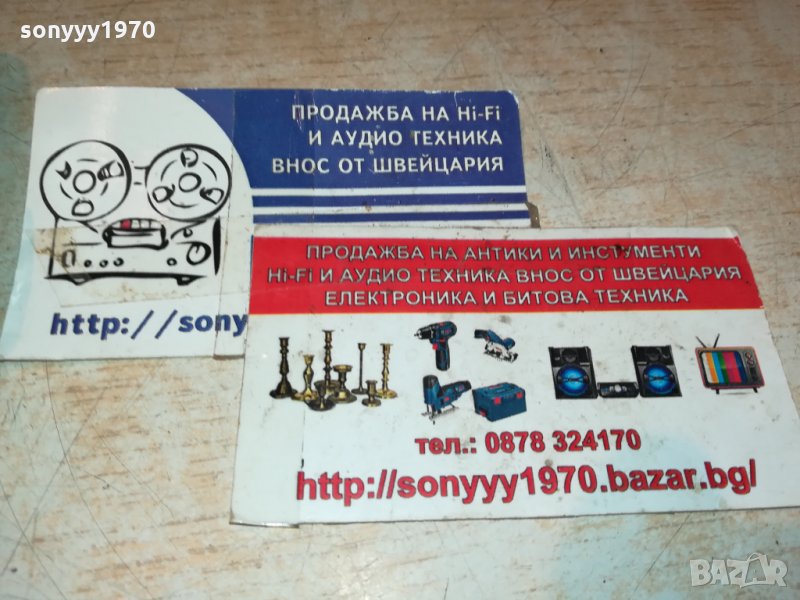 sonyyy1970
ПРОДАЖБА НА Hi-Fi
И АУДИО ТЕХНИКА
ВНОС ОТ ШВЕЙЦАРИЯ
http://sony
ПРОДАЖБА НА АНТИКИ И ИНСТУМЕНТИ
Hi-Fi И АУДИО ТЕХНИКА ВНОС ОТ ШВЕЙЦАРИЯ
ЕЛЕКТРОНИКА И БИТОВА ТЕХНИКА
тел.: 0878 324170
http://sonyyy1970.bazar.bg/
BAZAR